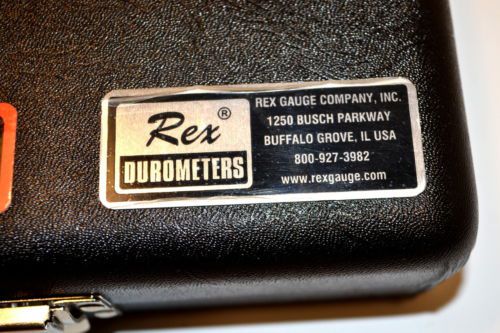 Rex ®
DUROMETERS
REX GAUGE COMPANY, INC.
1250 BUSCH PARKWAY
BUFFALO GROVE, IL USA
800-927-3982
www.rexgauge.com